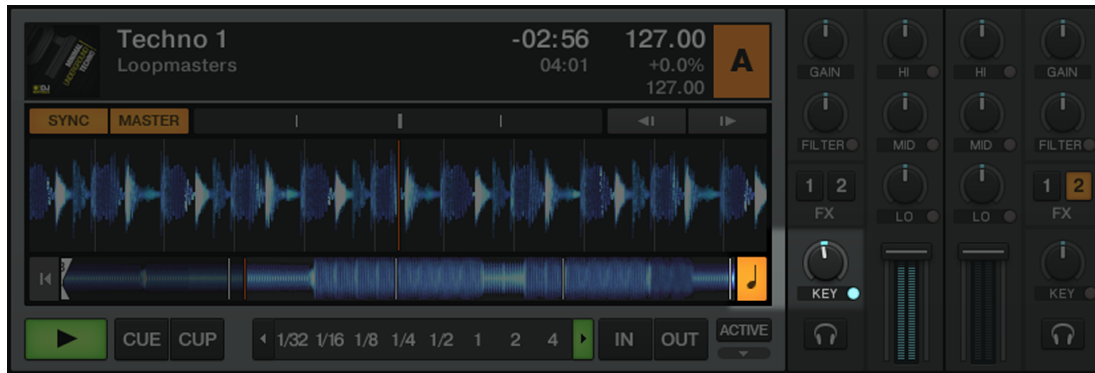 Techno 1
Loopmasters
-02:56
127.00
04:01
+0.0%
127.00
A
SYNC
MASTER
CUE
CUP
1/32 1/16 1/8 1/4 1/2 1 2 4
IN
OUT
ACTIVE
GAIN
HI
HI
GAIN
FILTER
MID
MID
FILTER
1 2
FX
LO
LO
1 2
FX
KEY
KEY